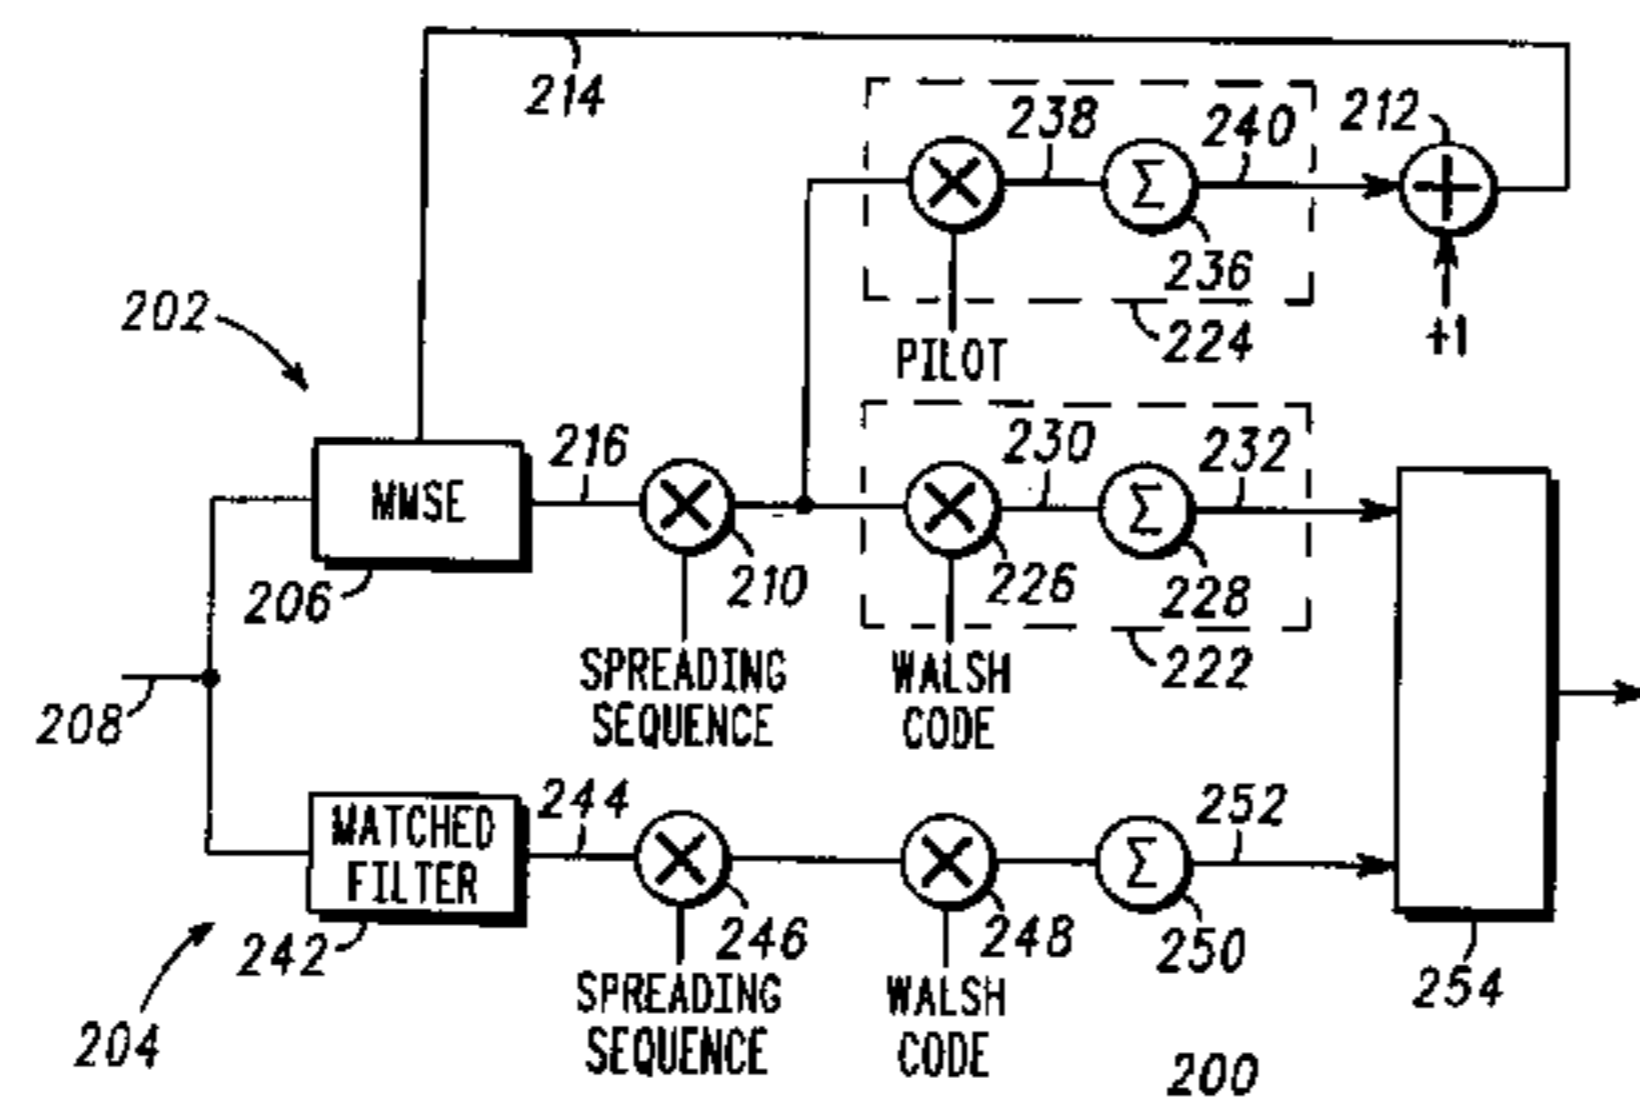 214
238
240
212
Σ
236
202
224
+1
PILOT
216
230
232
MMSE
Σ
206
210
226
228
SPREADING
SEQUENCE
WALSH
CODE
222
208
244
252
MATCHED
FILTER
Σ
242
246
248
250
254
SPREADING
SEQUENCE
WALSH
CODE
204
200